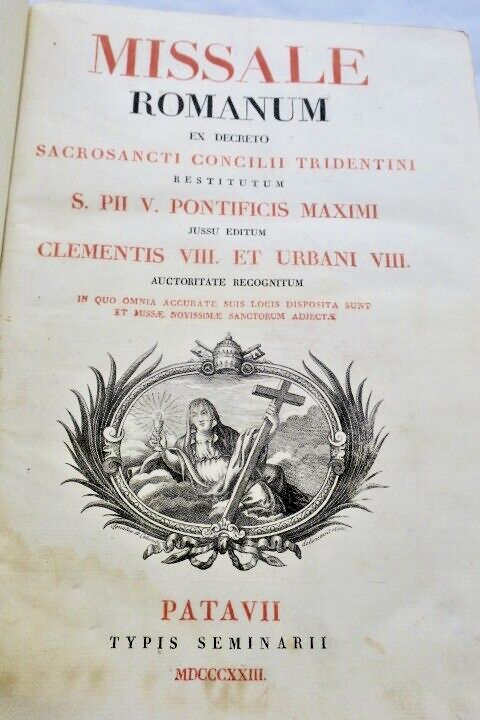 MISSALE
ROMANUM
EX DECRETO
SACROSANCTI CONCILII TRIDENTINI
RESTITUTUM
S. PII V. PONTIFICIS MAXIMI
JUSSU EDITUM
CLEMENTIS VIII. ET URBANI VIII.
AUCTORITATE RECOGNITUM
IN QUO OMNIA ACCURATE SUIS LOCIS DISPOSITA SUNT
ET MISSÆ NOVISSIMÆ SANCTORUM ADJECTÆ
PATAVII
TYPIS SEMINARII
MDCCCXXIII.